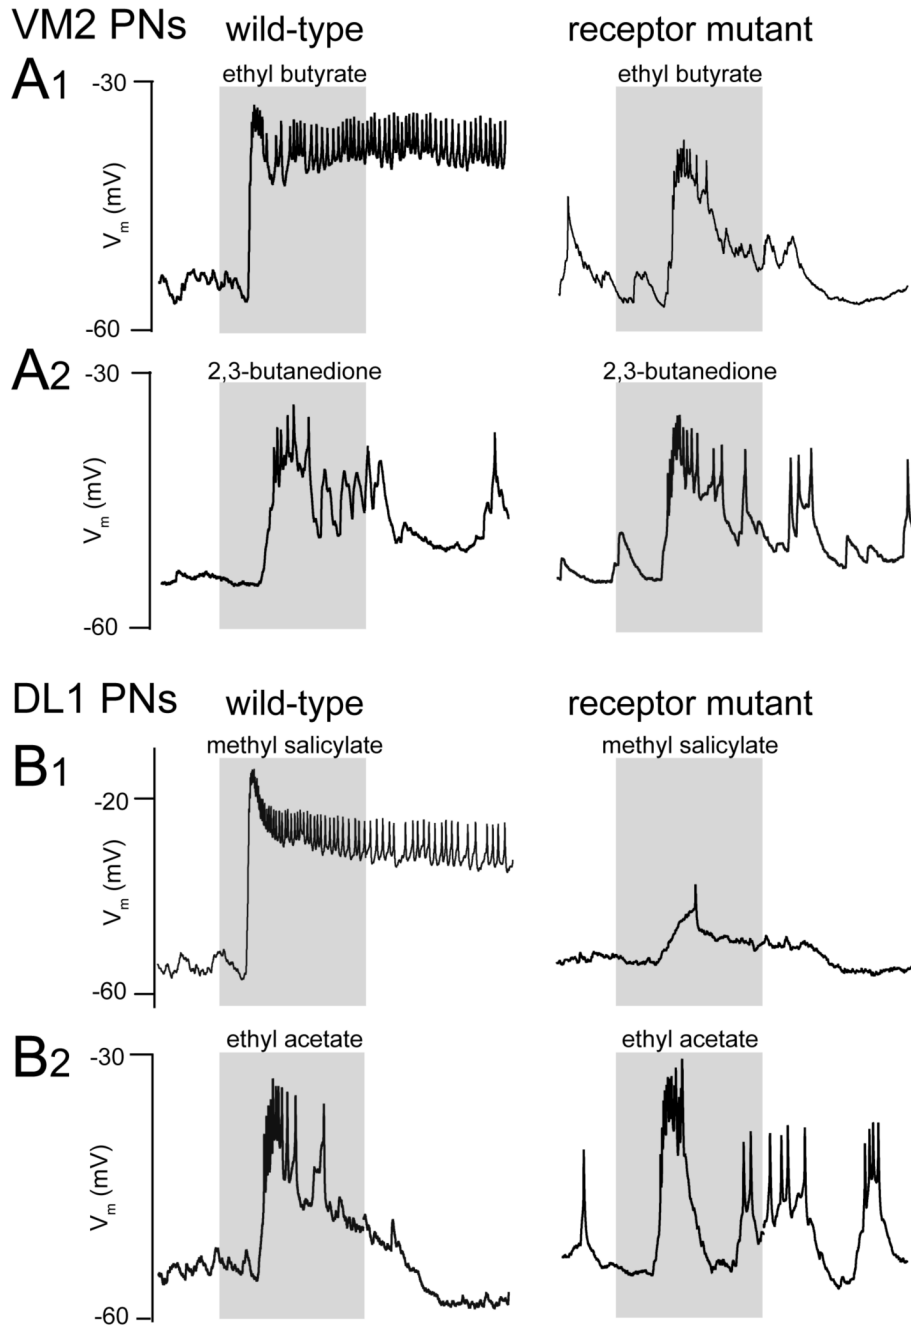 VM2 PNs wild-type receptor mutant
A1 -30 ethyl butyrate ethyl butyrate
Vm (mV)
-60
A2 -30 2,3-butanedione 2,3-butanedione
Vm (mV)
-60
DL1 PNs wild-type receptor mutant
B1 methyl salicylate methyl salicylate
-20
Vm (mV)
-60
B2 -30 ethyl acetate ethyl acetate
Vm (mV)
-60